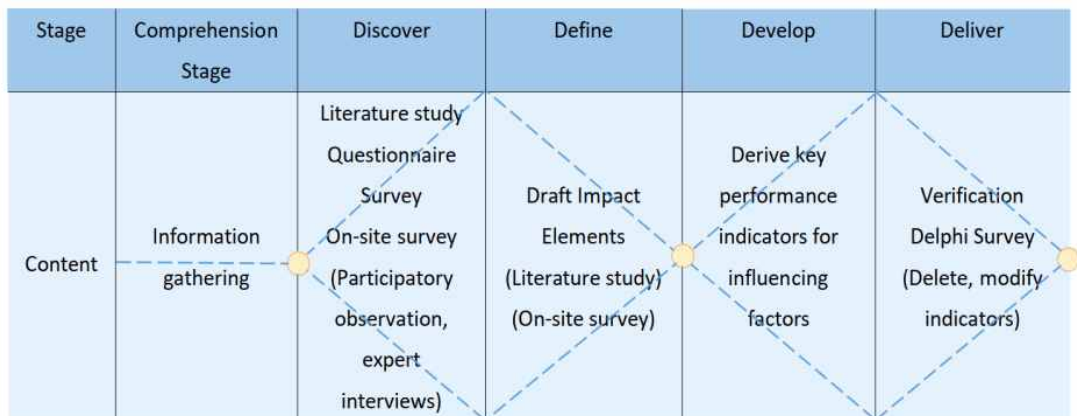 Stage
Comprehension
Stage
Discover
Define
Develop
Deliver
Content
Information
gathering
Literature study
Questionnaire
Survey
On-site survey
(Participatory
observation,
expert
interviews)
Draft Impact
Elements
(Literature study)
(On-site survey)
Derive key
performance
indicators for
influencing
factors
Verification
Delphi Survey
(Delete, modify
indicators)